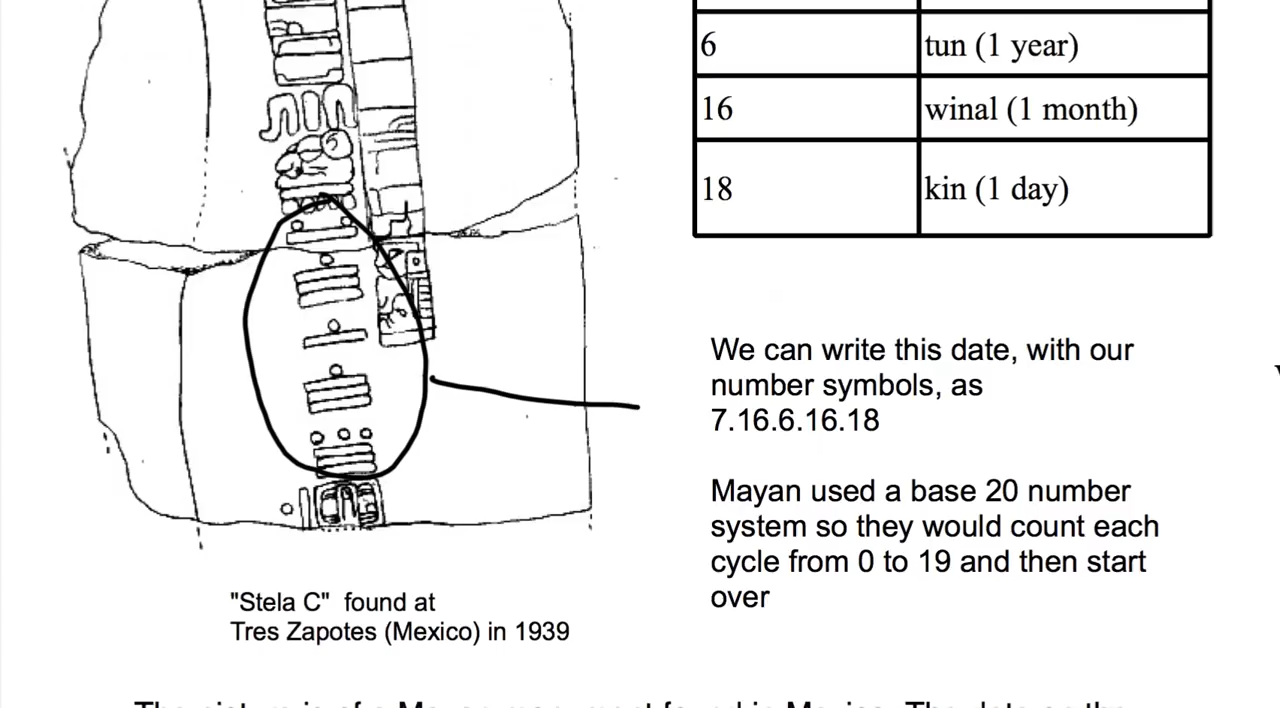 6 tun (1 year)
16 winal (1 month)
18 kin (1 day)
We can write this date, with our
number symbols, as
7.16.6.16.18
Mayan used a base 20 number
system so they would count each
cycle from 0 to 19 and then start
over
"Stela C" found at
Tres Zapotes (Mexico) in 1939